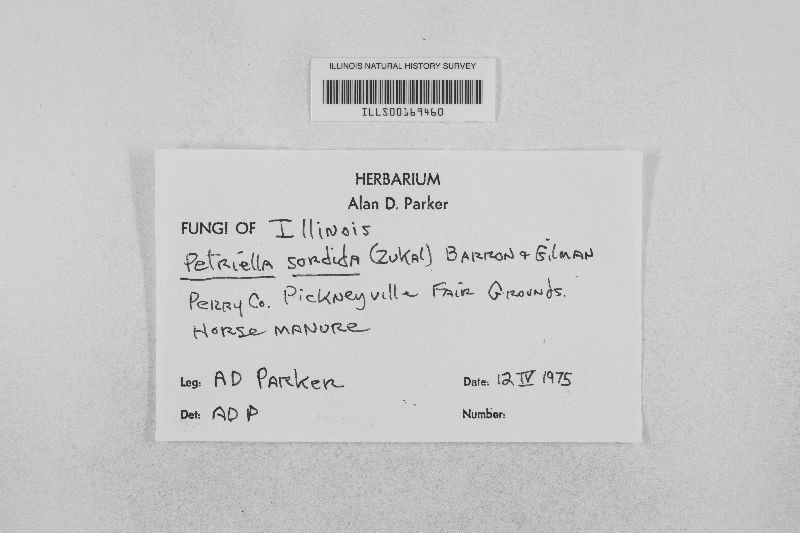 ILLINOIS NATURAL HISTORY SURVEY
ILLS00169460
HERBARIUM
Alan D. Parker
FUNGI OF Illinois
Petriella sordida (Zukal) Barron & Gilman
Perry Co. Pickneyville Fair Grounds.
Horse manure
Leg: AD Parker Date: 12 IV 1975
Det: ADP Number: